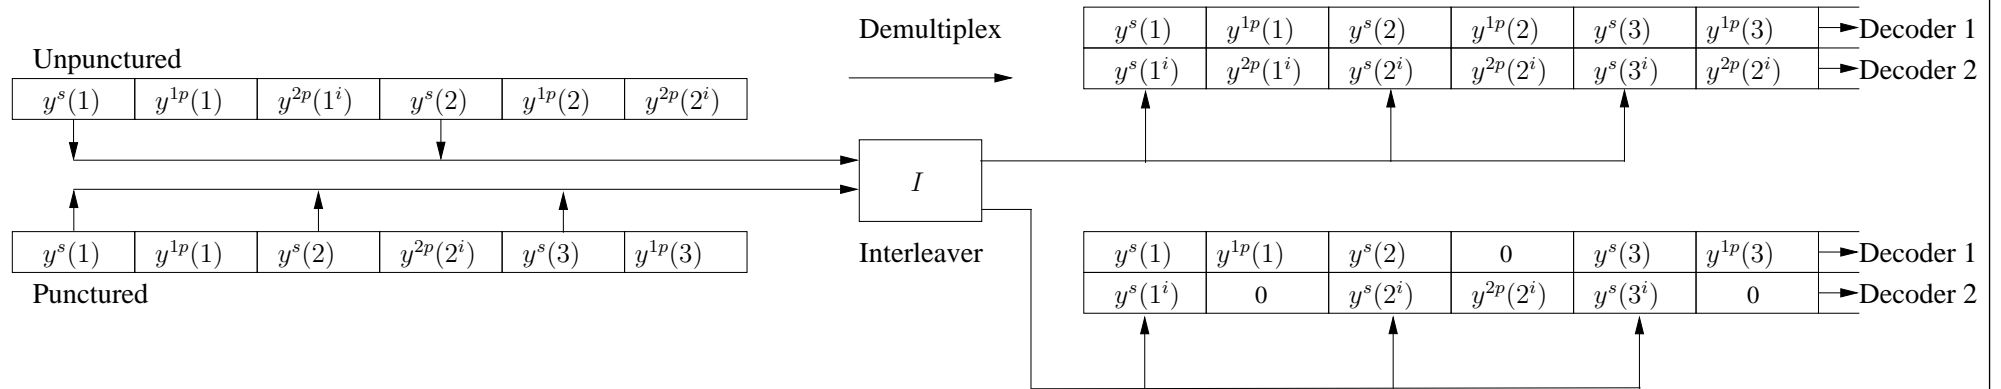 Unpunctured
y^s(1) y^{1p}(1) y^{2p}(1^i) y^s(2) y^{1p}(2) y^{2p}(2^i)
y^s(1) y^{1p}(1) y^s(2) y^{2p}(2^i) y^s(3) y^{1p}(3)
Punctured
Demultiplex
I
Interleaver
y^s(1) y^{1p}(1) y^s(2) y^{1p}(2) y^s(3) y^{1p}(3) Decoder 1
y^s(1^i) y^{2p}(1^i) y^s(2^i) y^{2p}(2^i) y^s(3^i) y^{2p}(2^i) Decoder 2
y^s(1) y^{1p}(1) y^s(2) 0 y^s(3) y^{1p}(3) Decoder 1
y^s(1^i) 0 y^s(2^i) y^{2p}(2^i) y^s(3^i) 0 Decoder 2